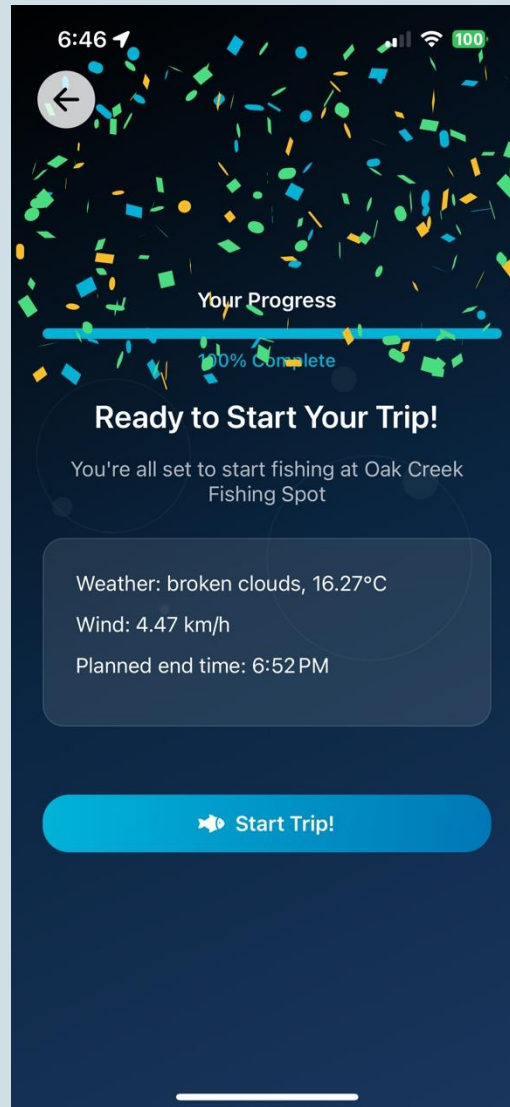 6:46
100
Your Progress
100% Complete
Ready to Start Your Trip!
You're all set to start fishing at Oak Creek
Fishing Spot
Weather: broken clouds, 16.27°C
Wind: 4.47 km/h
Planned end time: 6:52 PM
Start Trip!